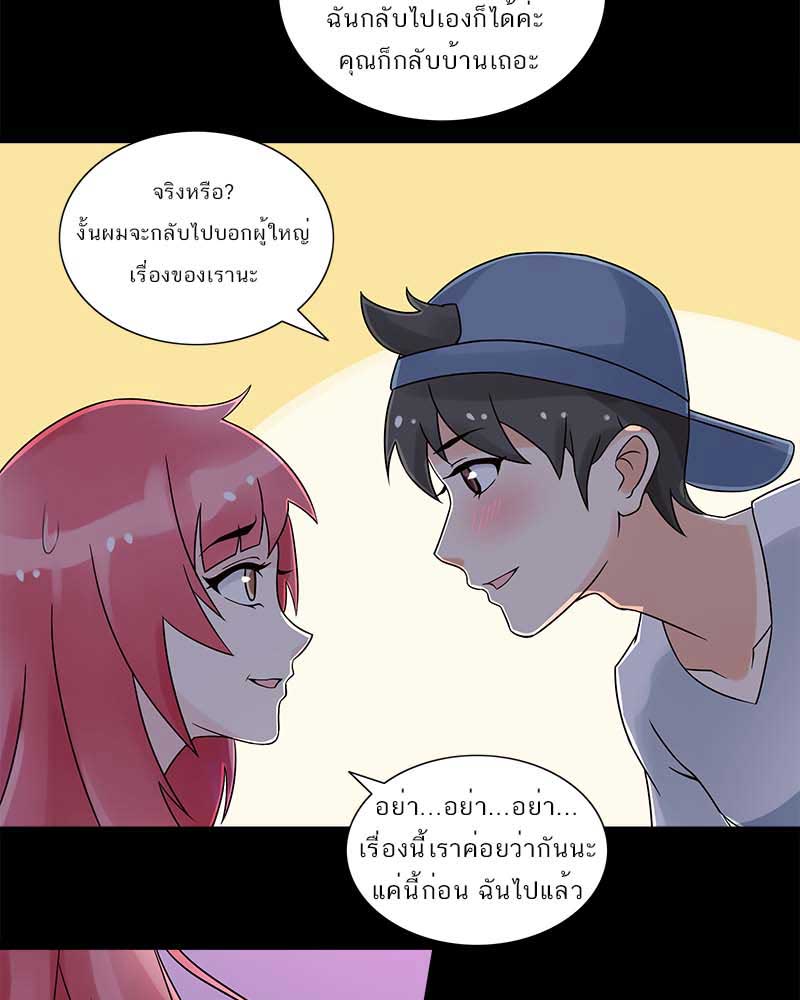 ฉันกลับไปเองก็ได้ค่ะ
คุณก็กลับบ้านเถอะ
จริงหรือ?
งั้นผมจะกลับไปบอกผู้ใหญ่
เรื่องของเรานะ
อย่า...อย่า...อย่า...
เรื่องนี้เราค่อยว่ากันนะ
แค่นี้ก่อน ฉันไปแล้ว